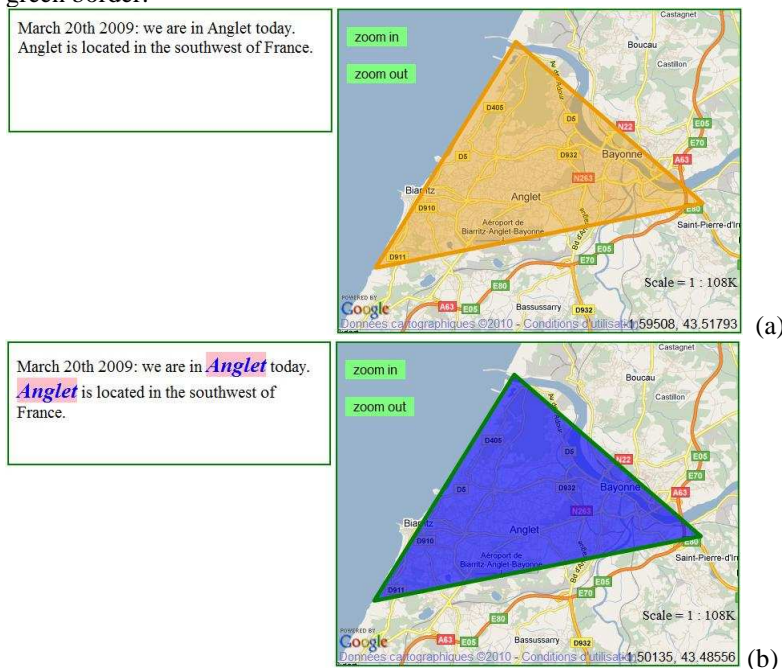 green border.
March 20th 2009: we are in Anglet today.
Anglet is located in the southwest of France.
zoom in
zoom out
Castagnet
Boucau
Castillon
Av de l'Adour
D405
D5
N22
E05
E70
A63
D5
D932
Bayonne
N263
Biarritz
Anglet
D910
E80
Aéroport de
Biarritz-Anglet-Bayonne
Saint-Pierre-d'Iru
Bd d'A
D911
E05
E70
E80
Scale = 1 : 108K
POWERED BY
Google
A63
E05
Bassussarry
D932
Données cartographiques ©2010 - Conditions d'utilisation
-1.59508, 43.51793
(a)
March 20th 2009: we are in Anglet today.
Anglet is located in the southwest of
France.
zoom in
zoom out
Castagnet
Boucau
Castillon
D405
D5
N22
E05
E70
A63
D5
D932
Bayonne
N263
Biarritz
Anglet
D910
E80
Aéroport de
Biarritz-Anglet-Bayonne
Saint-Pierre-d'Iru
Bd d'A
D911
E05
E70
E80
Scale = 1 : 108K
POWERED BY
Google
A63
E05
Bassussarry
D932
Données cartographiques ©2010 - Conditions d'utilisation
-1.50135, 43.48556
(b)